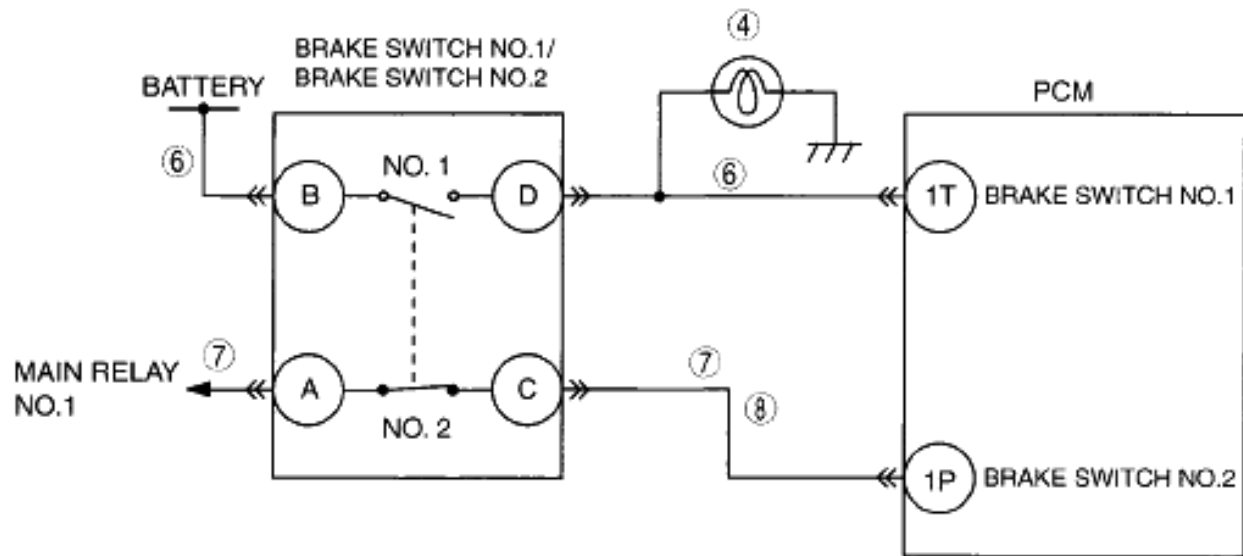 ④
BRAKE SWITCH NO.1/
BRAKE SWITCH NO.2
BATTERY
PCM
⑥
NO. 1
B
D
⑥
1T
BRAKE SWITCH NO.1
MAIN RELAY
NO.1
⑦
A
C
NO. 2
⑦
⑧
1P
BRAKE SWITCH NO.2